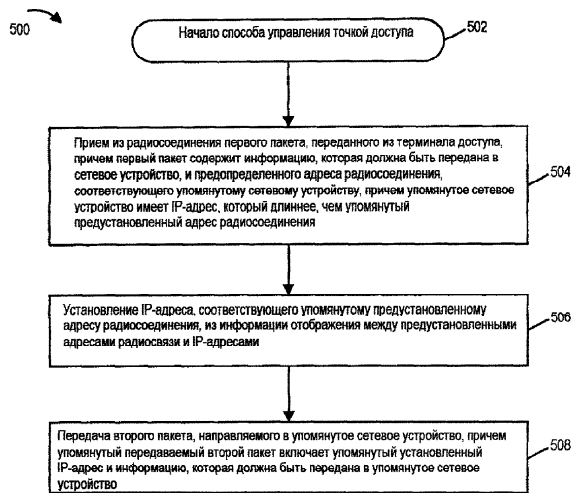 500
Начало способа управления точкой доступа
502
Прием из радиосоединения первого пакета, переданного из терминала доступа,
причем первый пакет содержит информацию, которая должна быть передана в
сетевое устройство, и предопределенного адреса радиосоединения,
соответствующего упомянутому сетевому устройству, причем упомянутое сетевое
устройство имеет IP-адрес, который длиннее, чем упомянутый
предустановленный адрес радиосоединения
504
Установление IP-адреса, соответствующего упомянутому предустановленному
адресу радиосоединения, из информации отображения между предустановленными
адресами радиосвязи и IP-адресами
506
Передача второго пакета, направляемого в упомянутое сетевое устройство, причем
упомянутый передаваемый второй пакет включает упомянутый установленный
IP-адрес и информацию, которая должна быть передана в упомянутое сетевое
устройство
508